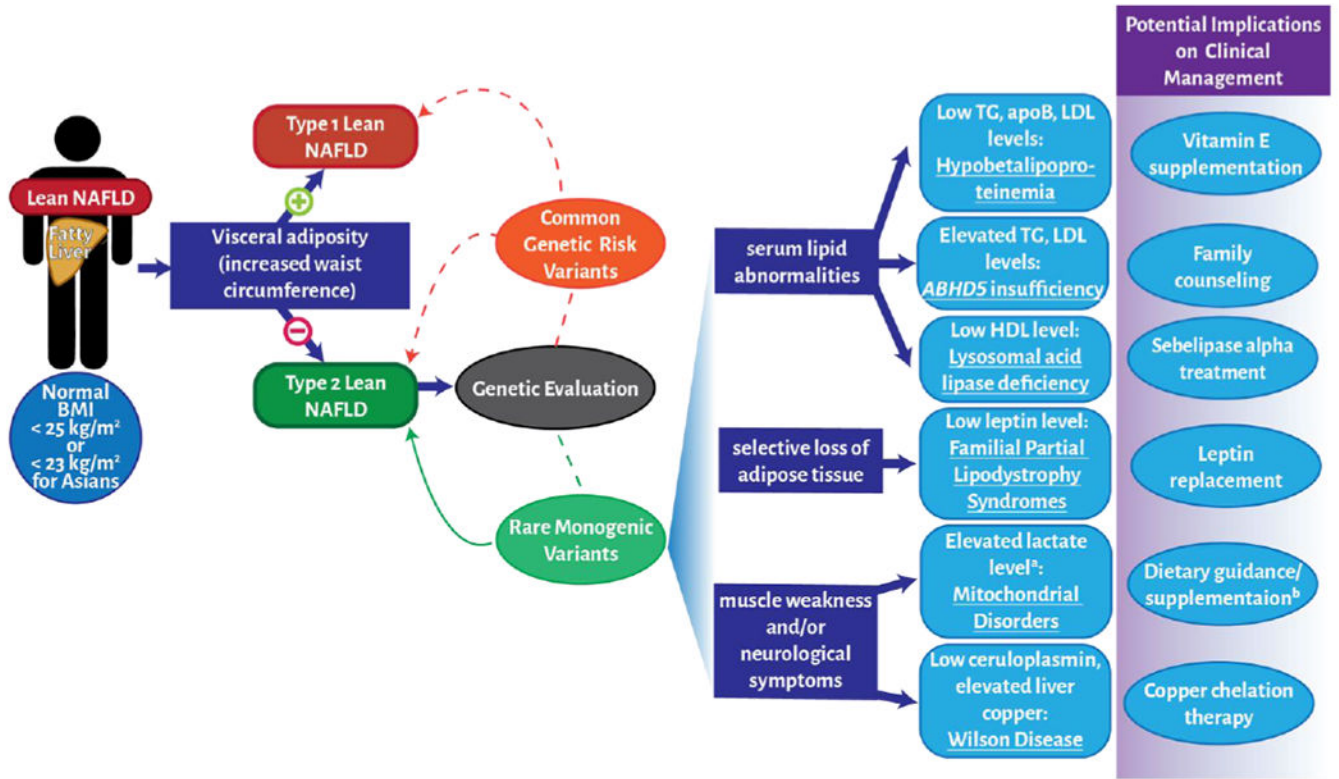 Lean NAFLD
Fatty
Liver
Normal
BMI
< 25 kg/m²
or
< 23 kg/m²
for Asians
Visceral adiposity
(increased waist
circumference)
+
−
Type 1 Lean
NAFLD
Type 2 Lean
NAFLD
Common
Genetic Risk
Variants
Genetic Evaluation
Rare Monogenic
Variants
serum lipid
abnormalities
selective loss of
adipose tissue
muscle weakness
and/or
neurological
symptoms
Low TG, apoB, LDL
levels:
Hypobetalipopro-
teinemia
Elevated TG, LDL
levels:
ABHD5 insufficiency
Low HDL level:
Lysosomal acid
lipase deficiency
Low leptin level:
Familial Partial
Lipodystrophy
Syndromes
Elevated lactate
levelᵃ:
Mitochondrial
Disorders
Low ceruloplasmin,
elevated liver
copper:
Wilson Disease
Potential Implications
on Clinical
Management
Vitamin E
supplementation
Family
counseling
Sebelipase alpha
treatment
Leptin
replacement
Dietary guidance/
supplementaionᵇ
Copper chelation
therapy